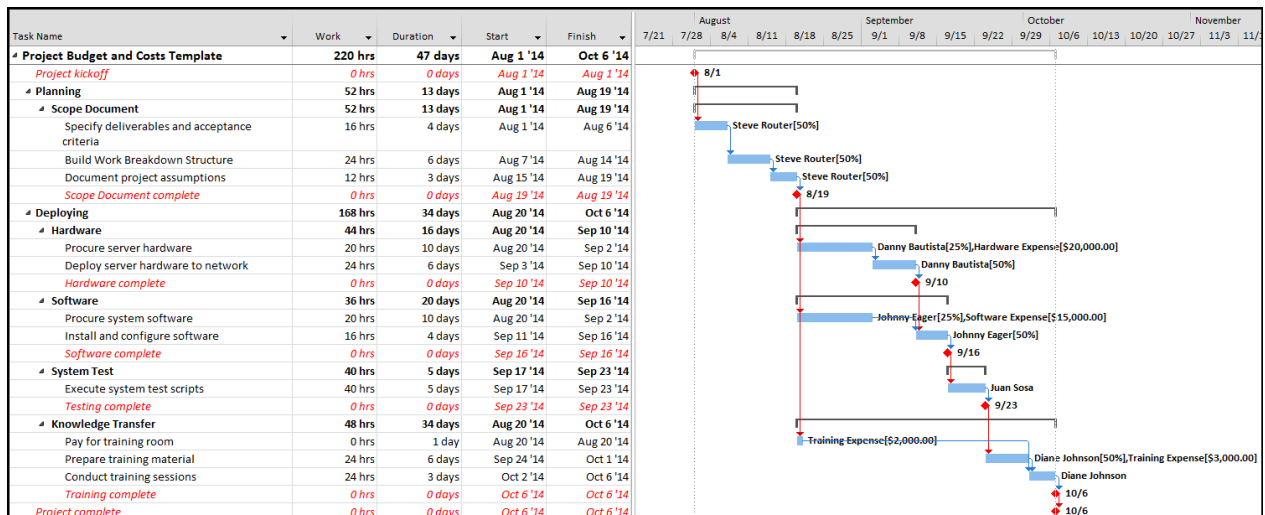 August September October November
Task Name Work Duration Start Finish 7/21 7/28 8/4 8/11 8/18 8/25 9/1 9/8 9/15 9/22 9/29 10/6 10/13 10/20 10/27 11/3
Project Budget and Costs Template 220 hrs 47 days Aug 1 '14 Oct 6 '14
Project kickoff 0 hrs 0 days Aug 1 '14 Aug 1 '14 8/1
Planning 52 hrs 13 days Aug 1 '14 Aug 19 '14
Scope Document 52 hrs 13 days Aug 1 '14 Aug 19 '14
Specify deliverables and acceptance 16 hrs 4 days Aug 1 '14 Aug 6 '14 Steve Router[50%]
criteria
Build Work Breakdown Structure 24 hrs 6 days Aug 7 '14 Aug 14 '14 Steve Router[50%]
Document project assumptions 12 hrs 3 days Aug 15 '14 Aug 19 '14 Steve Router[50%]
Scope Document complete 0 hrs 0 days Aug 19 '14 Aug 19 '14 8/19
Deploying 168 hrs 34 days Aug 20 '14 Oct 6 '14
Hardware 44 hrs 16 days Aug 20 '14 Sep 10 '14
Procure server hardware 20 hrs 10 days Aug 20 '14 Sep 2 '14 Danny Bautista[25%],Hardware Expense[$20,000.00]
Deploy server hardware to network 24 hrs 6 days Sep 3 '14 Sep 10 '14 Danny Bautista[50%]
Hardware complete 0 hrs 0 days Sep 10 '14 Sep 10 '14 9/10
Software 36 hrs 20 days Aug 20 '14 Sep 16 '14
Procure system software 20 hrs 10 days Aug 20 '14 Sep 2 '14 Johnny Eager[25%],Software Expense[$15,000.00]
Install and configure software 16 hrs 4 days Sep 11 '14 Sep 16 '14 Johnny Eager[50%]
Software complete 0 hrs 0 days Sep 16 '14 Sep 16 '14 9/16
System Test 40 hrs 5 days Sep 17 '14 Sep 23 '14
Execute system test scripts 40 hrs 5 days Sep 17 '14 Sep 23 '14 Juan Sosa
Testing complete 0 hrs 0 days Sep 23 '14 Sep 23 '14 9/23
Knowledge Transfer 48 hrs 34 days Aug 20 '14 Oct 6 '14
Pay for training room 0 hrs 1 day Aug 20 '14 Aug 20 '14 Training Expense[$2,000.00]
Prepare training material 24 hrs 6 days Sep 24 '14 Oct 1 '14 Diane Johnson[50%],Training Expense[$3,000.00]
Conduct training sessions 24 hrs 3 days Oct 2 '14 Oct 6 '14 Diane Johnson
Training complete 0 hrs 0 days Oct 6 '14 Oct 6 '14 10/6
Project complete 0 hrs 0 days Oct 6 '14 Oct 6 '14 10/6